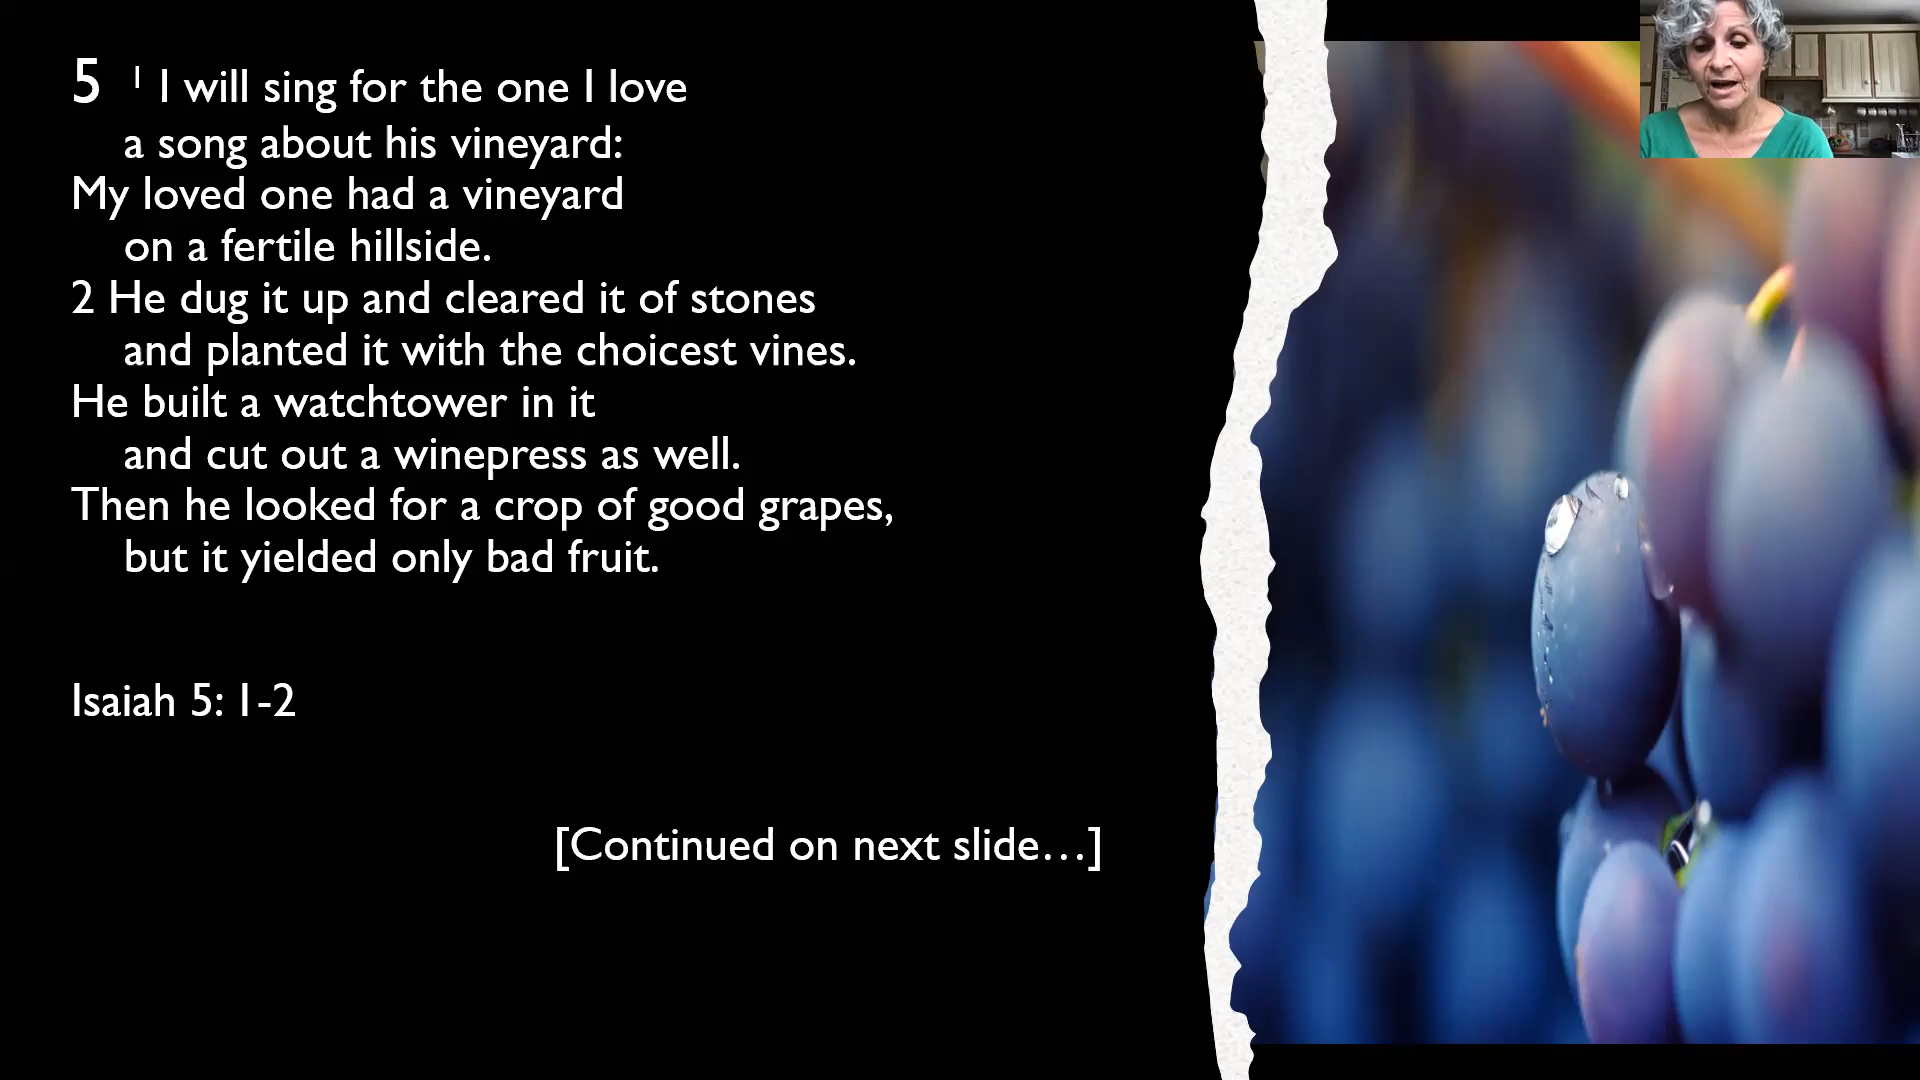 5 1 I will sing for the one I love
a song about his vineyard:
My loved one had a vineyard
on a fertile hillside.
2 He dug it up and cleared it of stones
and planted it with the choicest vines.
He built a watchtower in it
and cut out a winepress as well.
Then he looked for a crop of good grapes,
but it yielded only bad fruit.
Isaiah 5: 1-2
[Continued on next slide…]